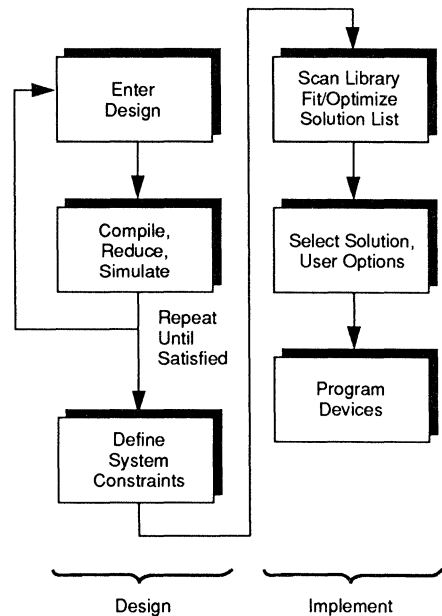 Enter
Design
Compile,
Reduce,
Simulate
Repeat
Until
Satisfied
Define
System
Constraints
Design
Scan Library
Fit/Optimize
Solution List
Select Solution,
User Options
Program
Devices
Implement